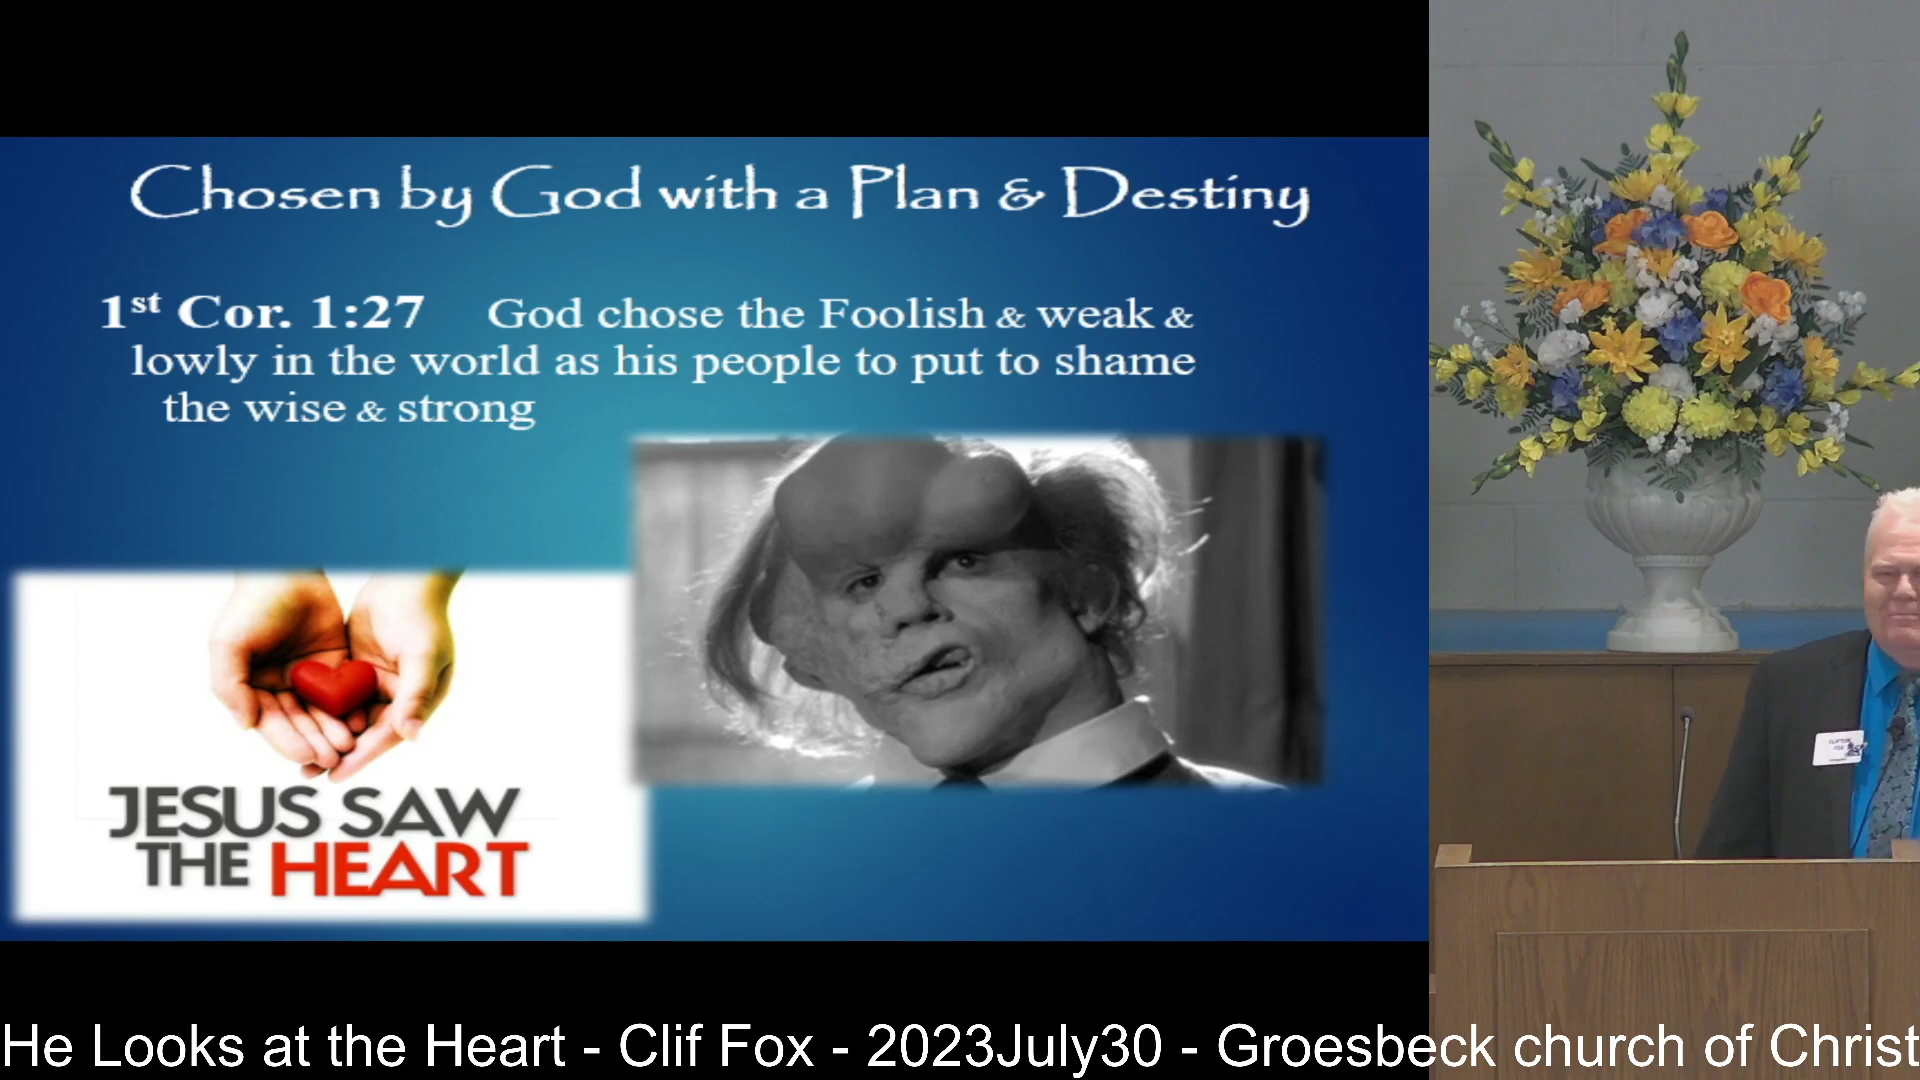 Chosen by God with a Plan & Destiny
1st Cor. 1:27 God chose the Foolish & weak &
lowly in the world as his people to put to shame
the wise & strong
JESUS SAW
THE HEART
CLIFTON
FOX
He Looks at the Heart - Clif Fox - 2023July30 - Groesbeck church of Christ